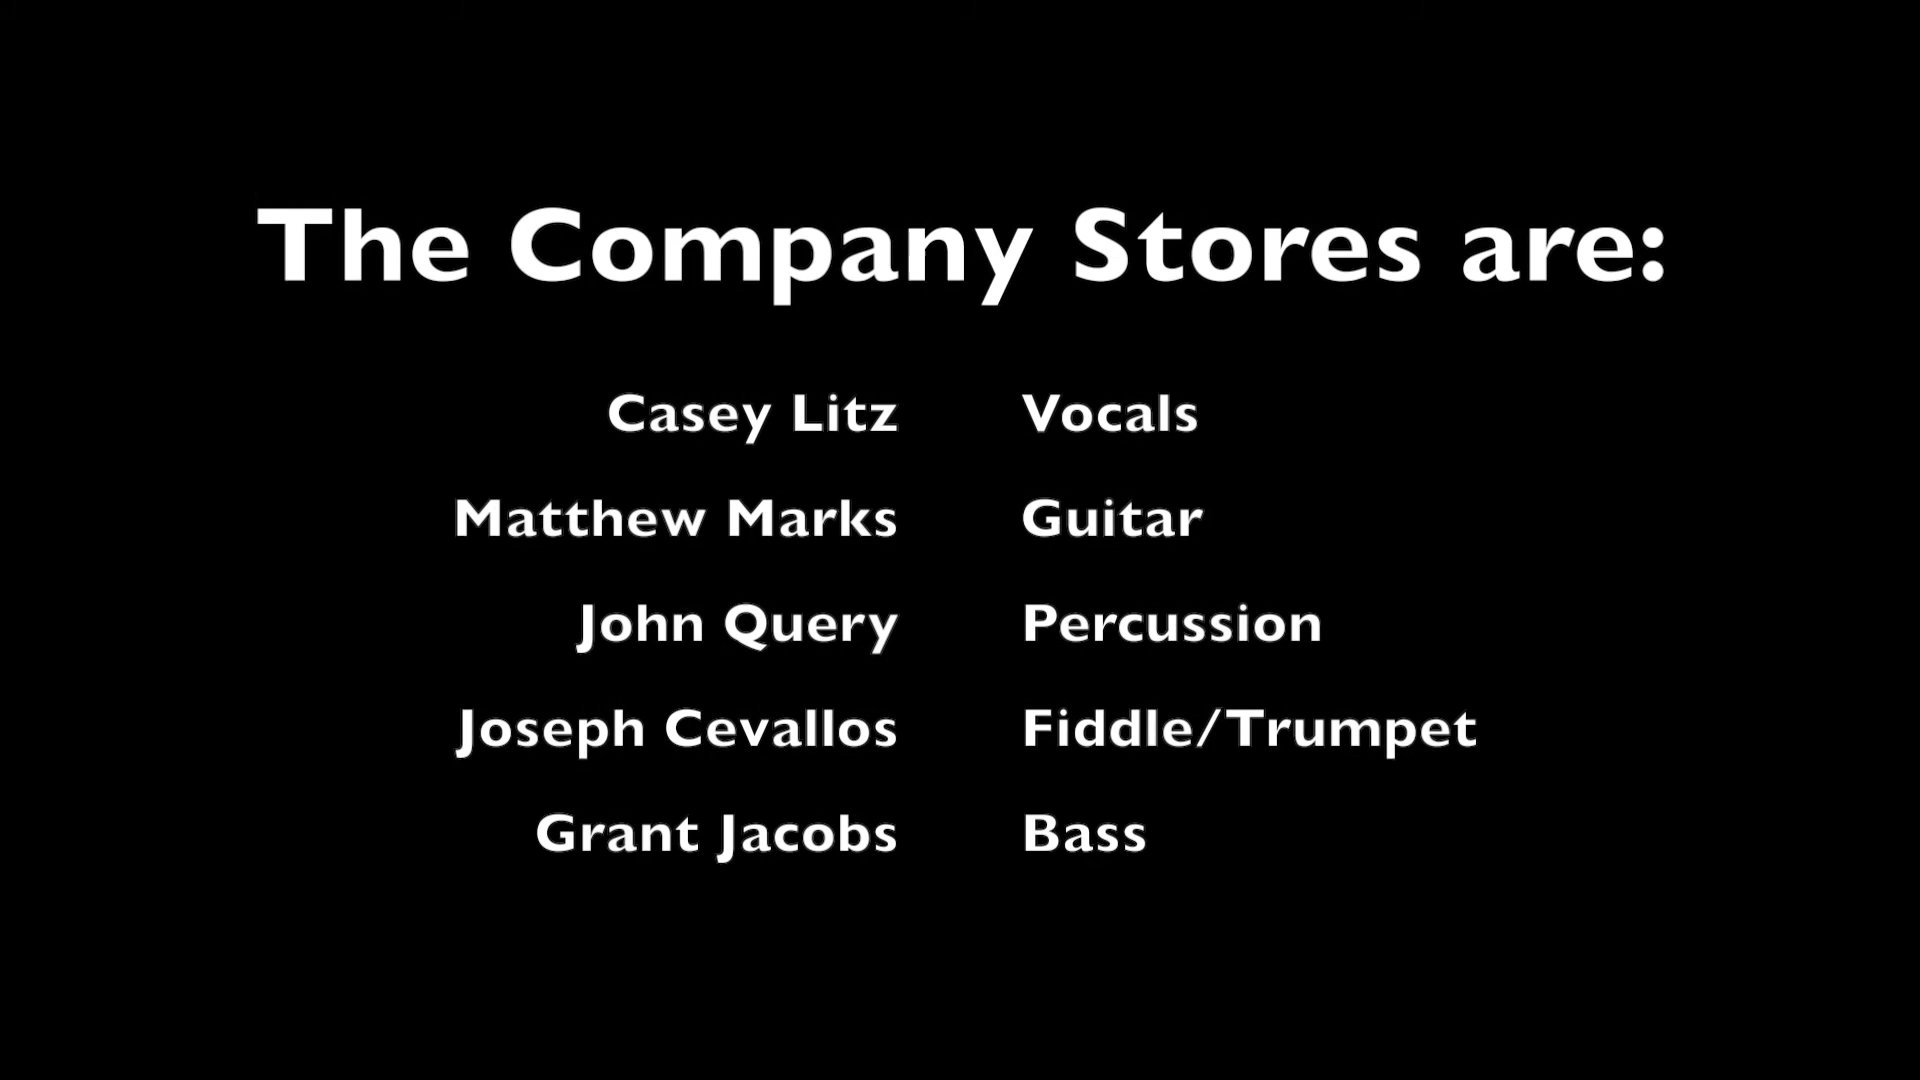 The Company Stores are:
Casey Litz Vocals
Matthew Marks Guitar
John Query Percussion
Joseph Cevallos Fiddle/Trumpet
Grant Jacobs Bass